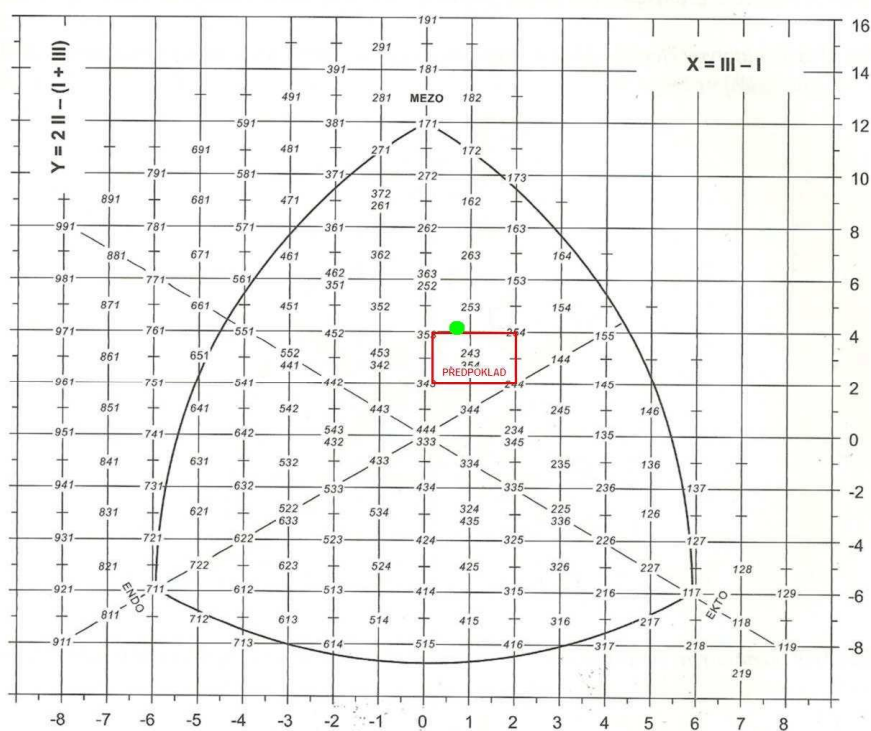 191 16
Y = 2 II – (I + III)
291
X = III – I
391 181 14
491 281 MEZO 182
591 381 171 12
691 481 271 172
791 581 371 272 173 10
891 681 471 372 162
261
991 781 571 361 262 163 8
881 671 461 362 263 164
981 771 561 462 363 153 6
351 252
871 661 451 352 253 154
971 761 551 452 254 155 4
861 651 552 453 243 144
441 342
PŘEDPOKLAD
961 751 541 442 343 244 145 2
851 641 542 443 344 245 146
951 741 642 543 444 234 135 0
432 333 345
841 631 532 433 334 235 136
941 731 632 533 434 335 236 137 -2
831 621 522 534 324 225 126
633 435 336
931 721 622 523 424 325 226 127 -4
821 722 623 524 425 326 227 128
921 ENDO 711 612 513 414 315 216 117 EKTO 129 -6
811 712 613 514 415 316 217 118
911 713 614 515 416 317 218 119 -8
219
-8 -7 -6 -5 -4 -3 -2 -1 0 1 2 3 4 5 6 7 8